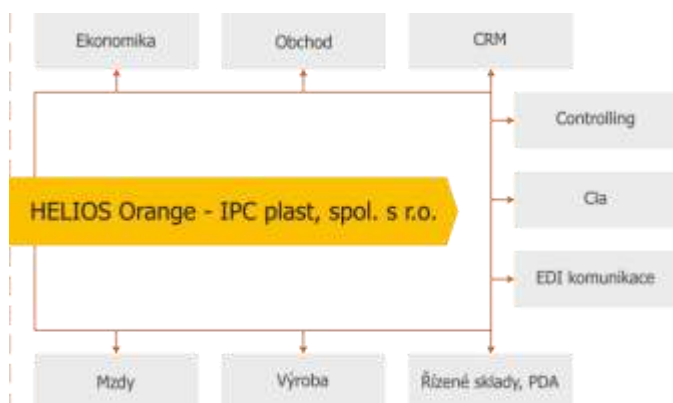 Ekonomika
Obchod
CRM
Controlling
HELIOS Orange - IPC plast, spol. s r.o.
Cla
EDI komunikace
Mzdy
Výroba
Řízené sklady, PDA